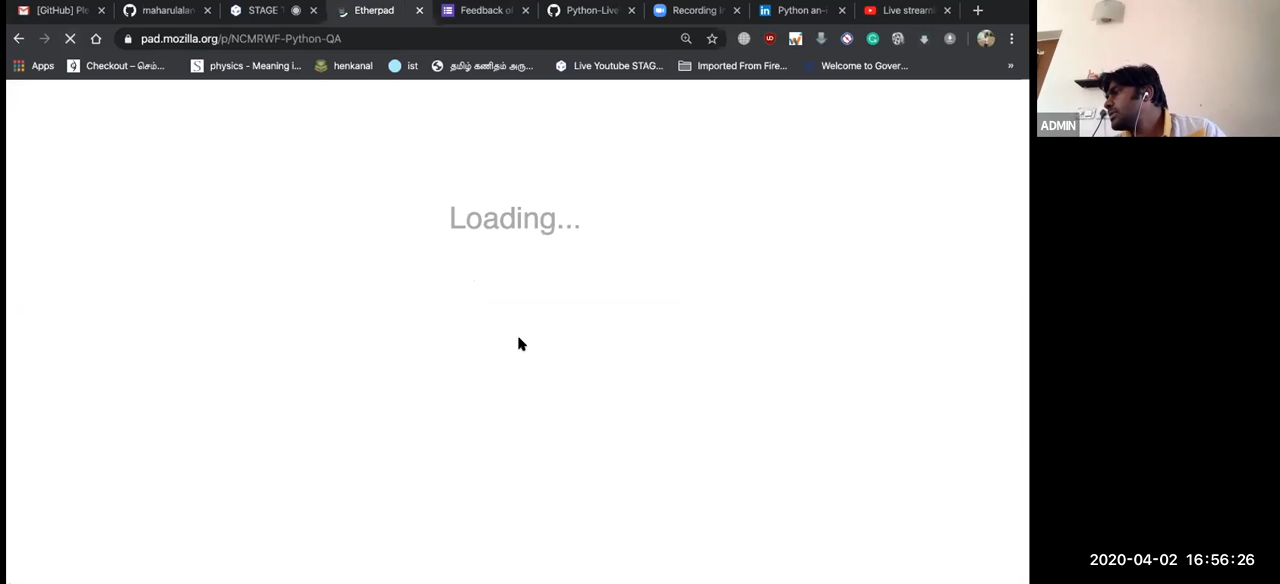 [GitHub] Ple
maharulalan
STAGE
Etherpad
Feedback of
Python-Live
Recording
Python an
Live stream
pad.mozilla.org/p/NCMRWF-Python-QA
Apps
Checkout – செம்...
physics - Meaning i...
ist
தமிழ் கணிதம் அரு...
Live Youtube STAG...
Imported From Fire...
Welcome to Gover...
»
ADMIN
Loading...
2020-04-02 16:56:26